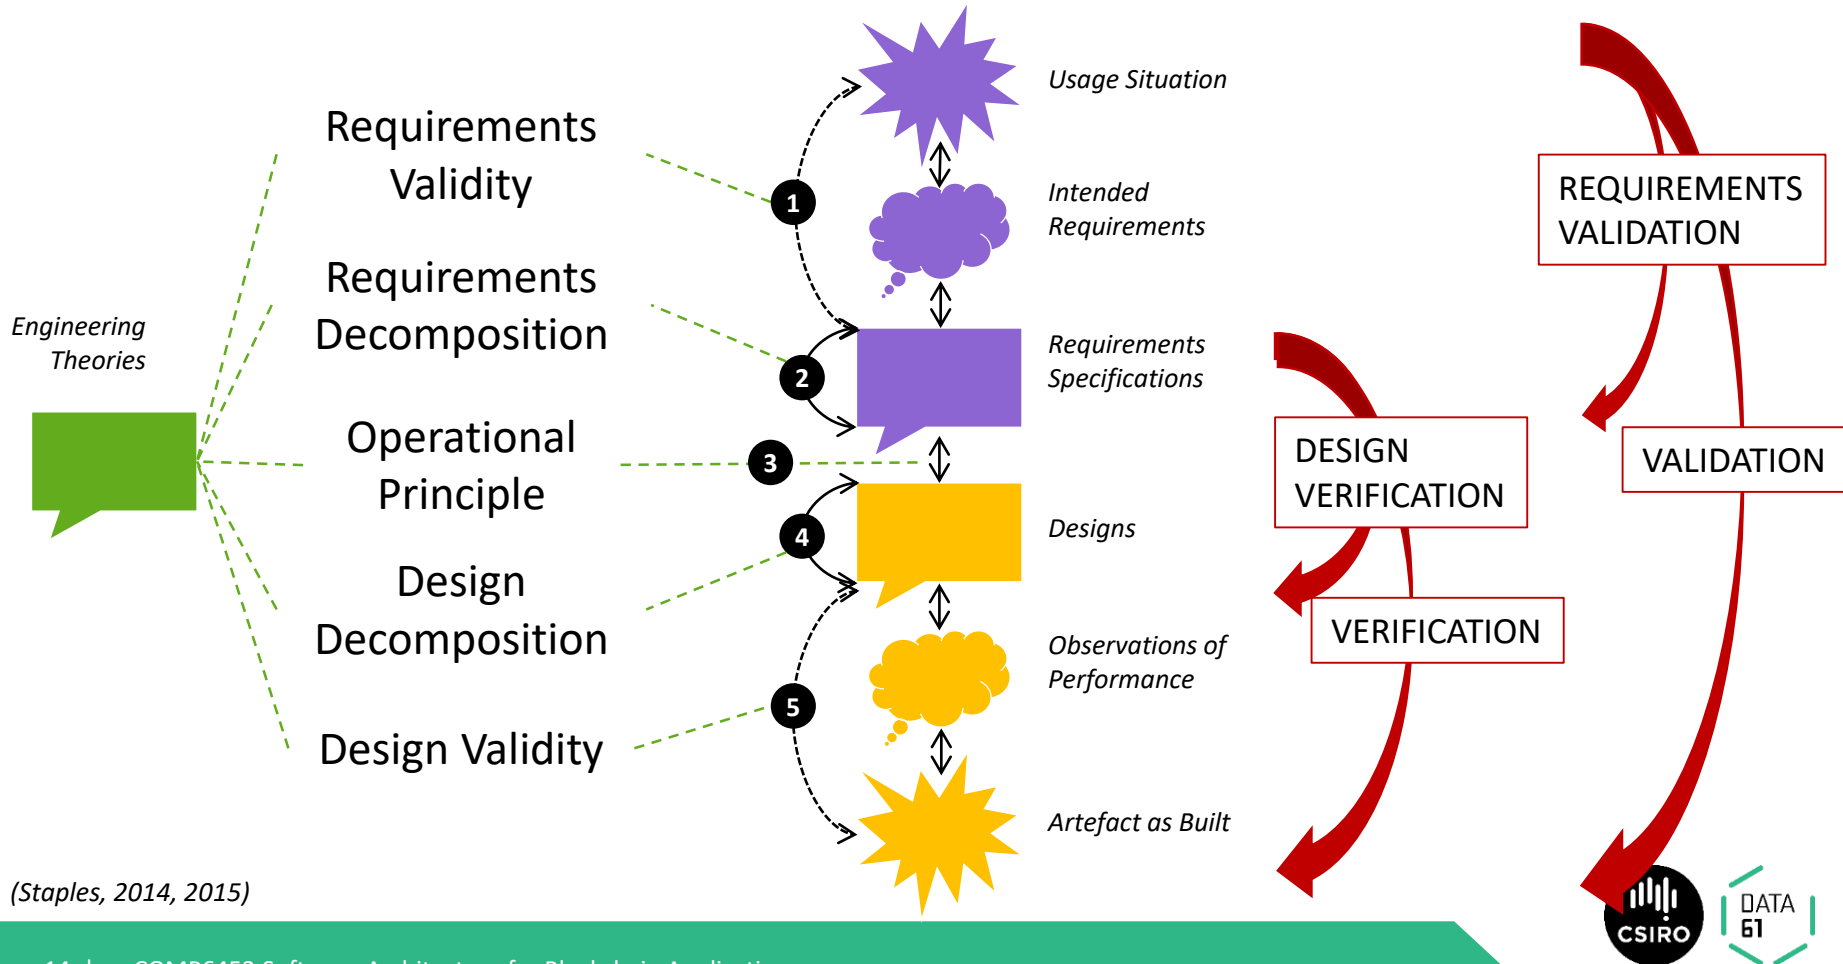 Engineering
Theories
Requirements
Validity
Requirements
Decomposition
Operational
Principle
Design
Decomposition
Design Validity
1
2
3
4
5
Usage Situation
Intended
Requirements
Requirements
Specifications
Designs
Observations of
Performance
Artefact as Built
REQUIREMENTS
VALIDATION
DESIGN
VERIFICATION
VALIDATION
VERIFICATION
(Staples, 2014, 2015)
CSIRO
DATA
61